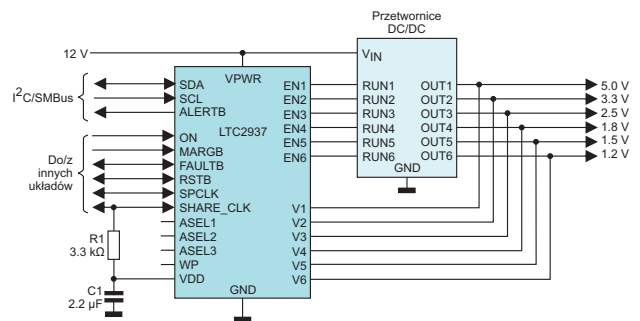 Przetwornice
DC/DC
12 V
VPWR
VIN
I2C/SMBus
SDA
SCL
ALERTB
LTC2937
EN1
EN2
EN3
EN4
EN5
EN6
RUN1
RUN2
RUN3
RUN4
RUN5
RUN6
OUT1
OUT2
OUT3
OUT4
OUT5
OUT6
GND
5.0 V
3.3 V
2.5 V
1.8 V
1.5 V
1.2 V
Do/z
innych
układów
ON
MARGB
FAULTB
RSTB
SPCLK
SHARE_CLK
ASEL1
ASEL2
ASEL3
WP
VDD
V1
V2
V3
V4
V5
V6
GND
R1
3.3 kΩ
C1
2.2 µF